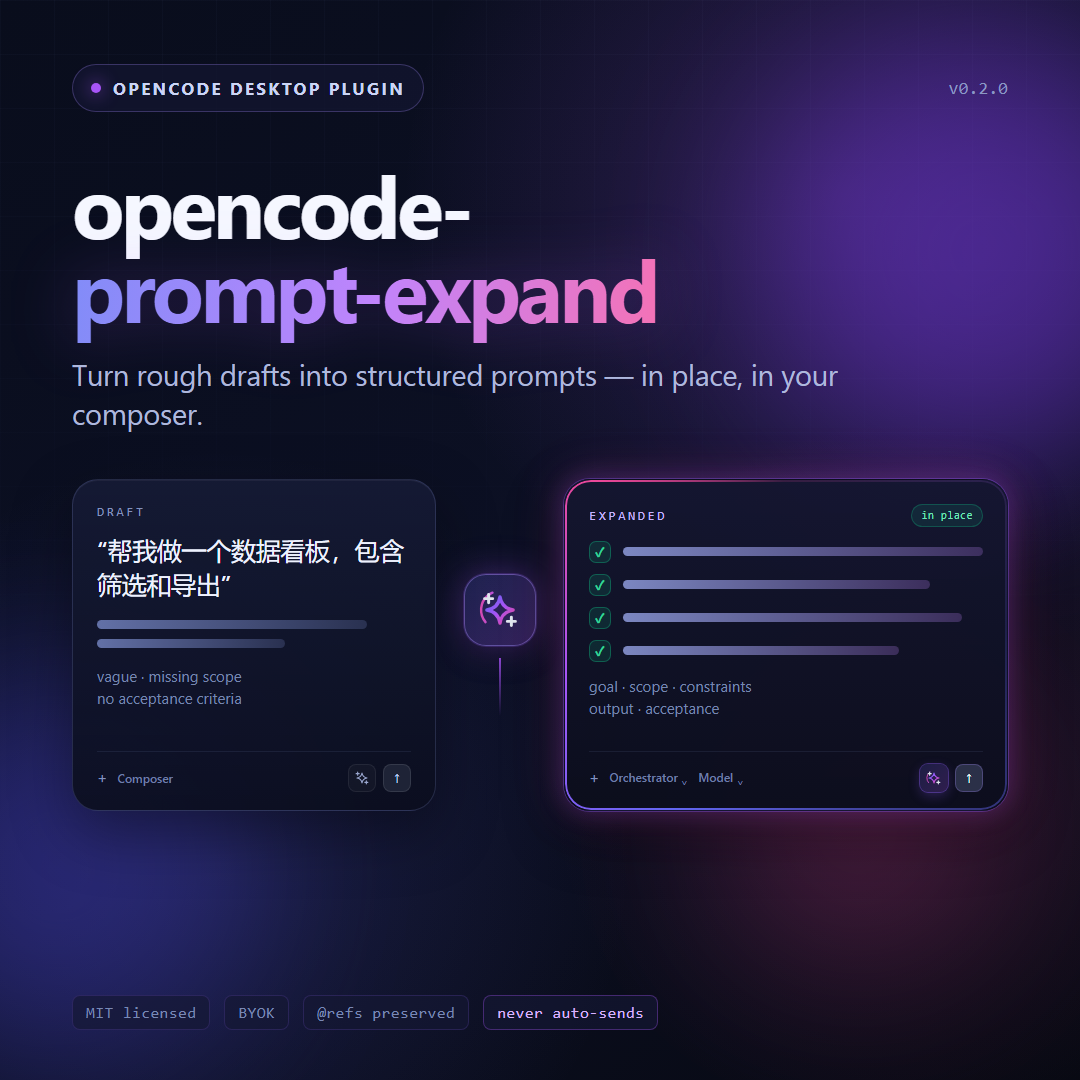 OPENCODE DESKTOP PLUGIN
v0.2.0
opencode-
prompt-expand
Turn rough drafts into structured prompts — in place, in your
composer.
DRAFT
“帮我做一个数据看板，包含
筛选和导出”
vague · missing scope
no acceptance criteria
+ Composer
↑
EXPANDED
in place
✓
✓
✓
✓
goal · scope · constraints
output · acceptance
+ Orchestrator ⌄ Model ⌄
↑
MIT licensed
BYOK
@refs preserved
never auto-sends